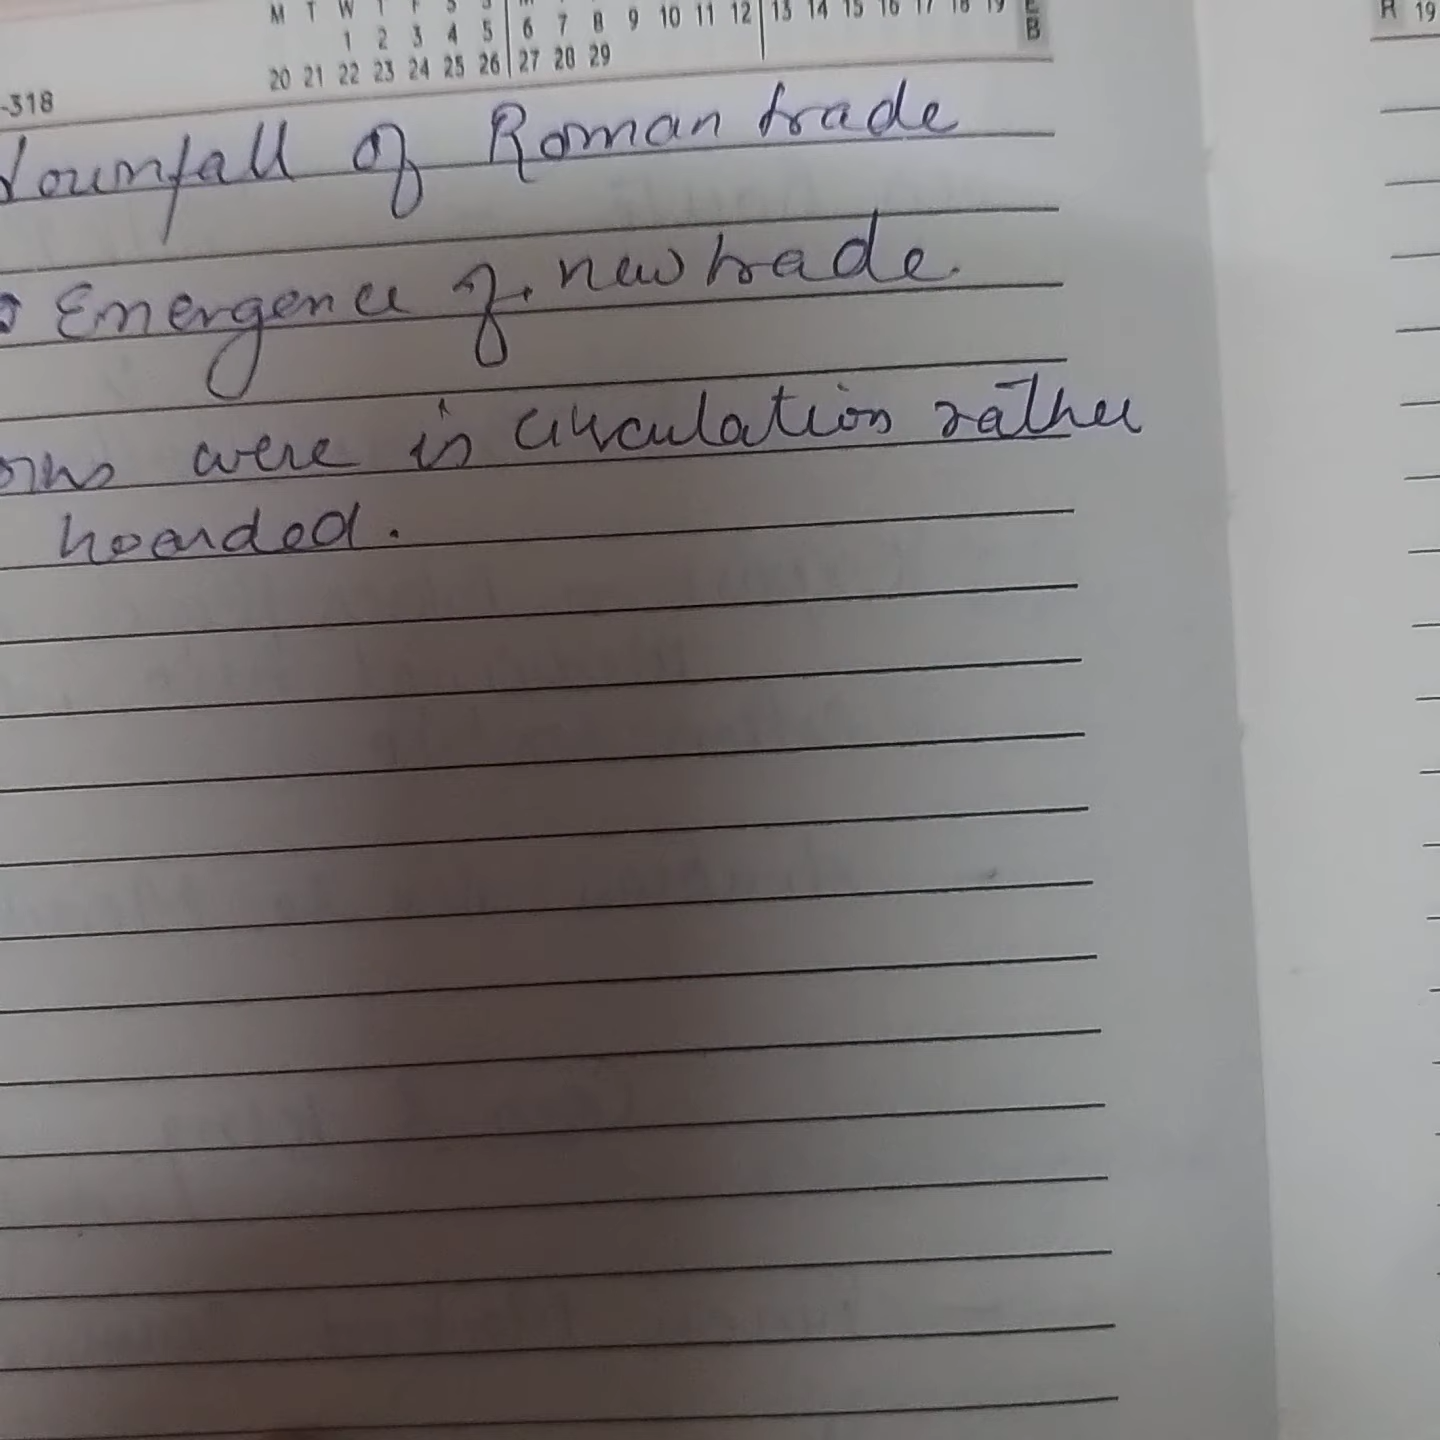 M T W T F S S
1 2 3 4 5 6 7 8 9 10 11 12 13 14 15 16 17 18 19
20 21 22 23 24 25 26 27 28 29
-318
R 19
downfall of Roman trade
Emergence of new trade.
were in circulation rather
hoarded.